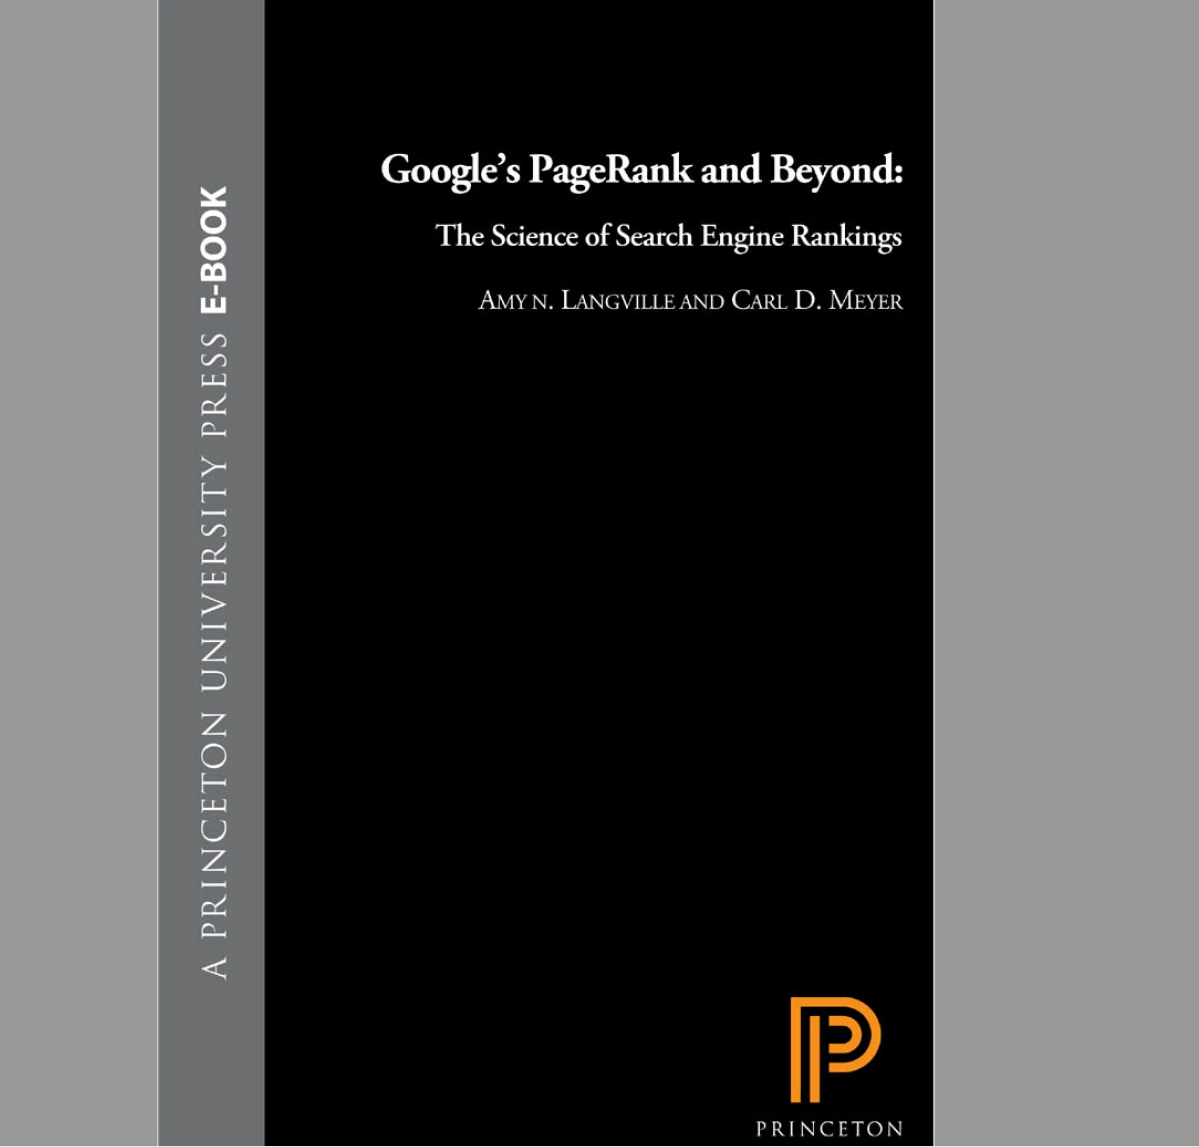 A PRINCETON UNIVERSITY PRESS E-BOOK
Google’s PageRank and Beyond:
The Science of Search Engine Rankings
AMY N. LANGVILLE AND CARL D. MEYER
PRINCETON